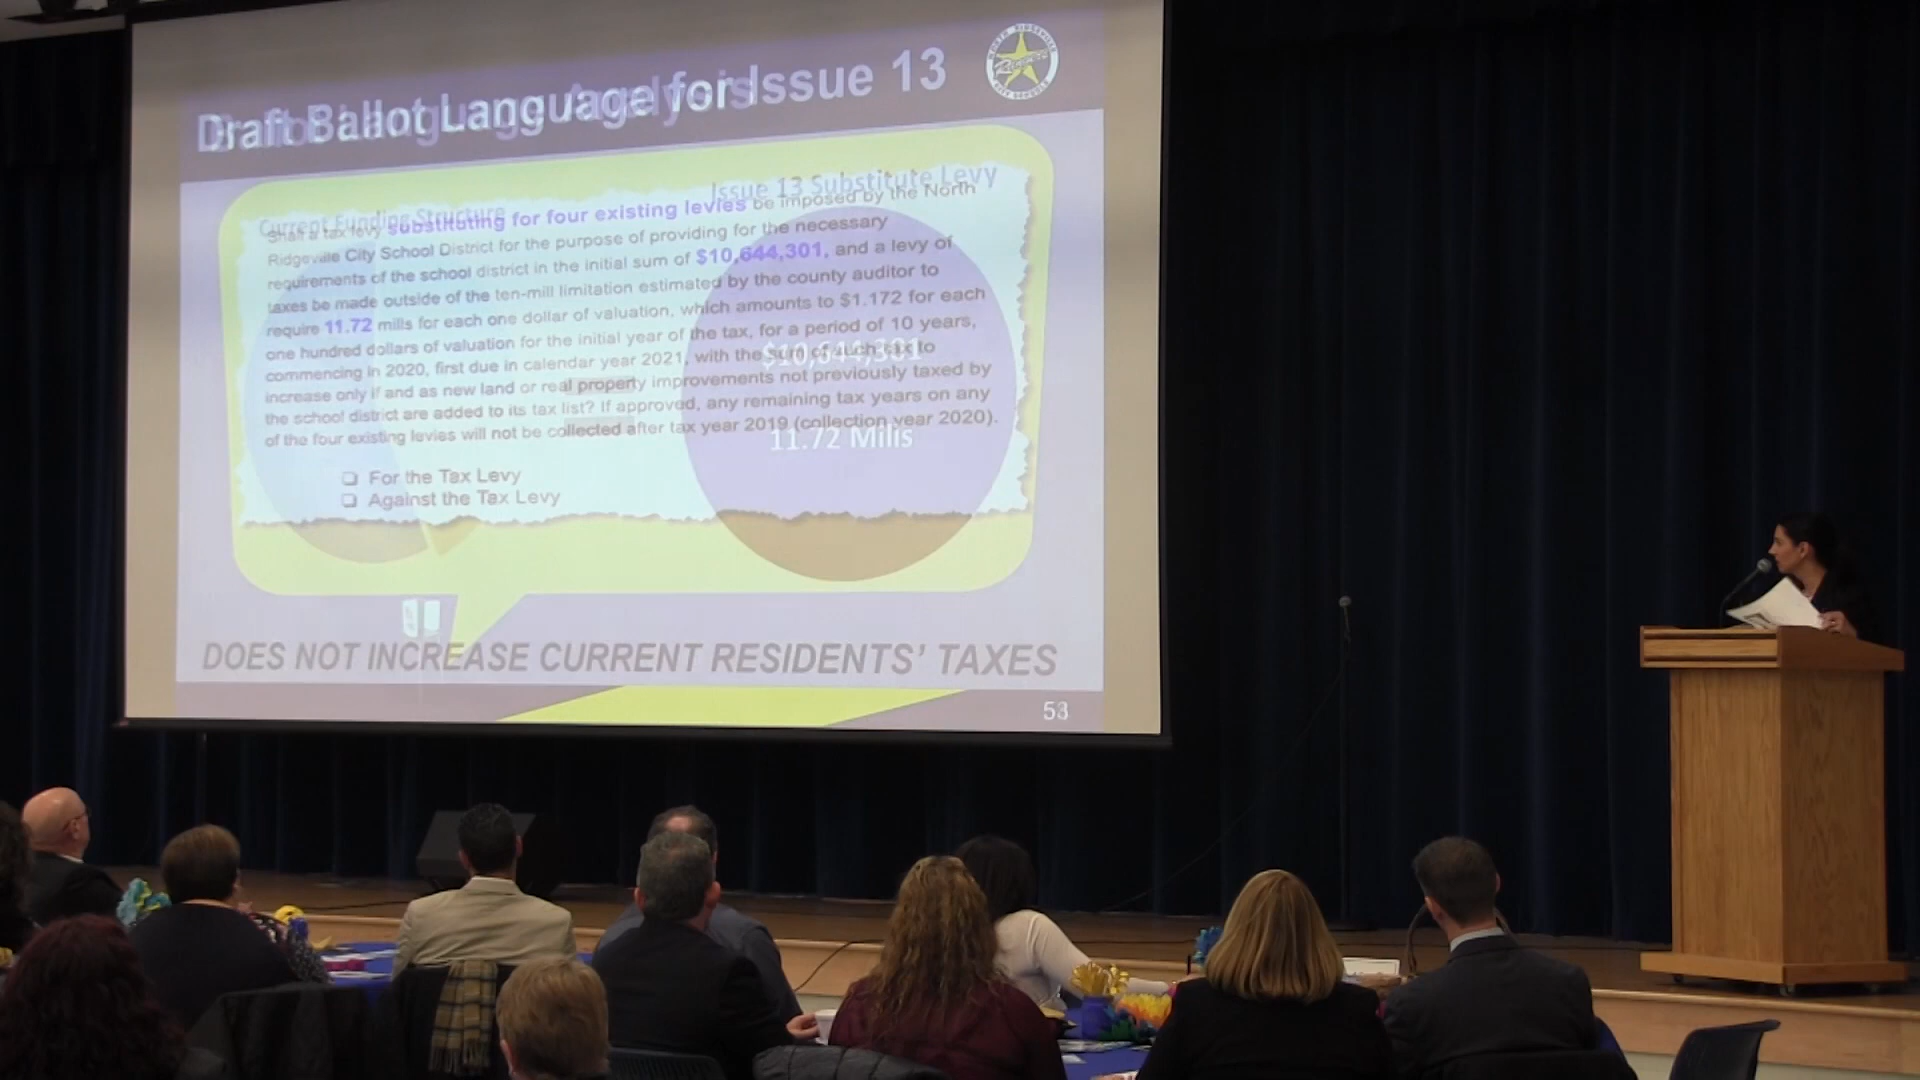 Draft Ballot Language for Issue 13
Issue 13 Substitute Levy
Current Funding Structure
Shall a tax levy substituting for four existing levies be imposed by the North
Ridgeville City School District for the purpose of providing for the necessary
requirements of the school district in the initial sum of $10,644,301, and a levy of
taxes be made outside of the ten-mill limitation estimated by the county auditor to
require 11.72 mills for each one dollar of valuation, which amounts to $1.172 for each
one hundred dollars of valuation for the initial year of the tax, for a period of 10 years,
commencing in 2020, first due in calendar year 2021, with the sum of such tax to
increase only if and as new land or real property improvements not previously taxed by
the school district are added to its tax list? If approved, any remaining tax years on any
of the four existing levies will not be collected after tax year 2019 (collection year 2020).
$10,644,301
11.72 Mills
❏ For the Tax Levy
❏ Against the Tax Levy
DOES NOT INCREASE CURRENT RESIDENTS' TAXES